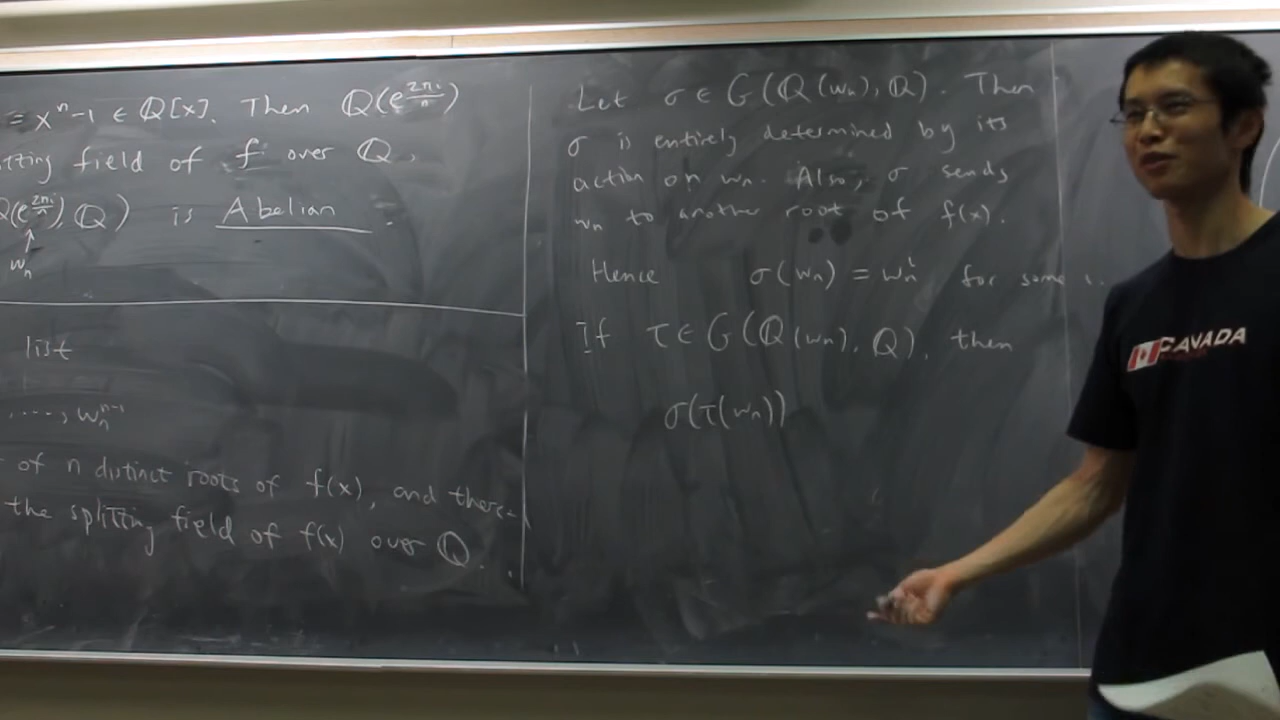 ≡ xⁿ-1 ∈ ℚ[x]. Then ℚ(e^{2πi/n})
tting field of f over ℚ,
ℚ(e^{2πi/n}), ℚ) is Abelian.
wₙ
list
....., wₙⁿ⁻¹
of n distinct roots of f(x), and there-
the splitting field of f(x) over ℚ.
Let σ ∈ G(ℚ(wₙ), ℚ). Then
σ is entirely determined by its
action on wₙ. Also, σ sends
wₙ to another root of f(x).
Hence σ(wₙ) = wₙⁱ for some i.
If τ ∈ G(ℚ(wₙ), ℚ), then
σ(τ(wₙ))
CANADA